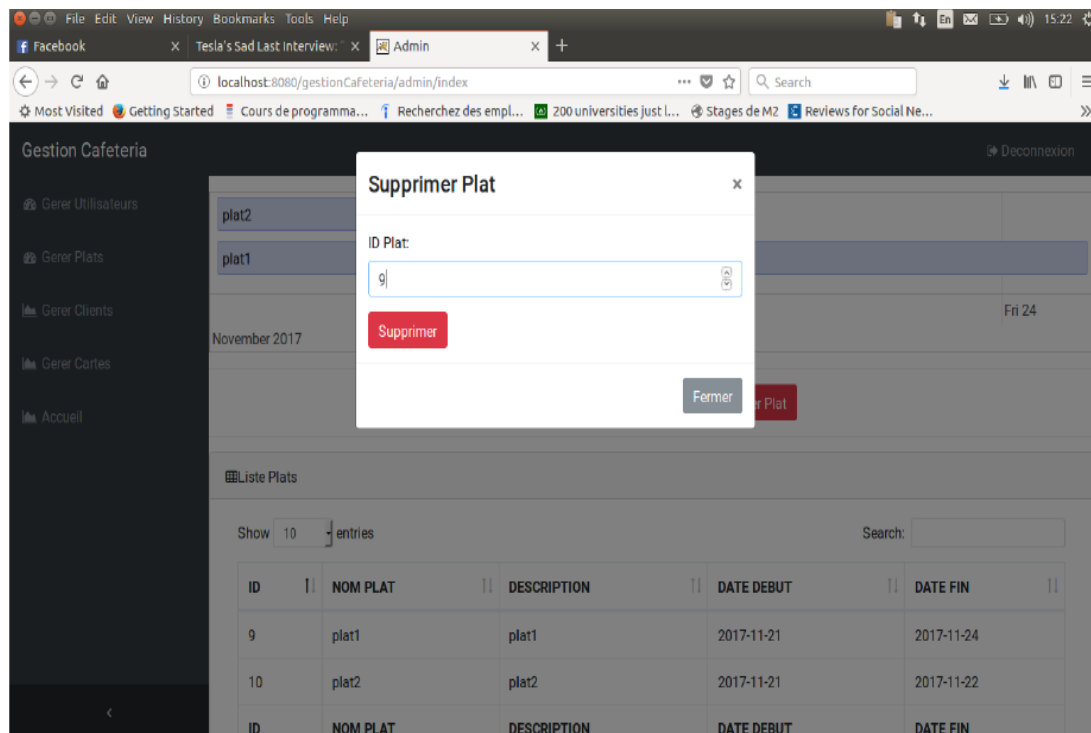 File Edit View History Bookmarks Tools Help
En 15:22
Facebook × Tesla's Sad Last Interview: × Admin × +
localhost:8080/gestionCafeteria/admin/index ... Search
Most Visited Getting Started Cours de programma... Recherchez des empl... 200 universities just l... Stages de M2 Reviews for Social Ne... »
Gestion Cafeteria
Deconnexion
Gerer Utilisateurs
Gerer Plats
Gerer Clients
Gerer Cartes
Accueil
plat2
plat1
Fri 24
November 2017
Supprimer Plat ×
ID Plat:
9
Supprimer
Fermer
Plat
Liste Plats
Show 10 entries Search:
ID NOM PLAT DESCRIPTION DATE DEBUT DATE FIN
9 plat1 plat1 2017-11-21 2017-11-24
10 plat2 plat2 2017-11-21 2017-11-22
ID NOM PLAT DESCRIPTION DATE DEBUT DATE FIN